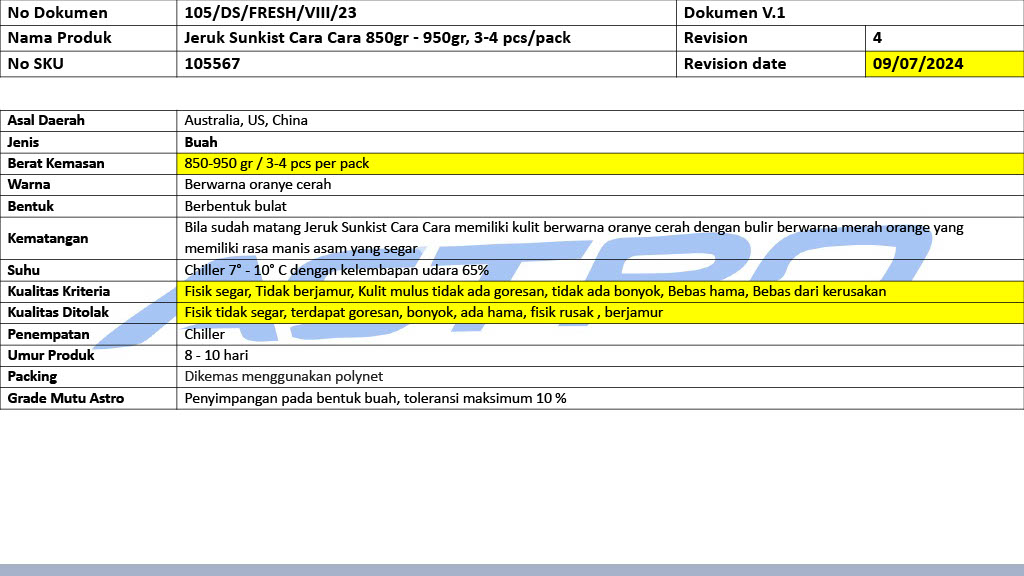 No Dokumen 105/DS/FRESH/VIII/23 Dokumen V.1
Nama Produk Jeruk Sunkist Cara Cara 850gr - 950gr, 3-4 pcs/pack Revision 4
No SKU 105567 Revision date 09/07/2024
Asal Daerah Australia, US, China
Jenis Buah
Berat Kemasan 850-950 gr / 3-4 pcs per pack
Warna Berwarna oranye cerah
Bentuk Berbentuk bulat
Kematangan Bila sudah matang Jeruk Sunkist Cara Cara memiliki kulit berwarna oranye cerah dengan bulir berwarna merah orange yang
memiliki rasa manis asam yang segar
Suhu Chiller 7° - 10° C dengan kelembapan udara 65%
Kualitas Kriteria Fisik segar, Tidak berjamur, Kulit mulus tidak ada goresan, tidak ada bonyok, Bebas hama, Bebas dari kerusakan
Kualitas Ditolak Fisik tidak segar, terdapat goresan, bonyok, ada hama, fisik rusak , berjamur
Penempatan Chiller
Umur Produk 8 - 10 hari
Packing Dikemas menggunakan polynet
Grade Mutu Astro Penyimpangan pada bentuk buah, toleransi maksimum 10 %
ASTRO